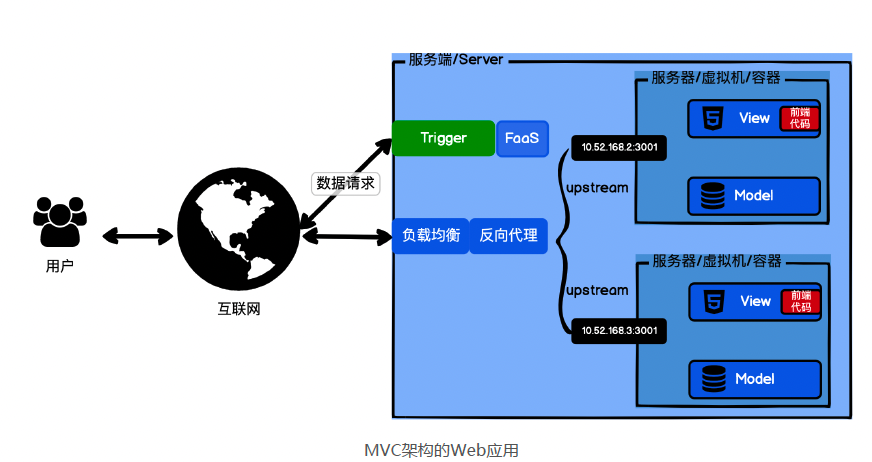 服务端/Server
服务器/虚拟机/容器
View
前端
代码
Trigger
FaaS
10.52.168.2:3001
数据请求
upstream
Model
用户
负载均衡
反向代理
服务器/虚拟机/容器
upstream
View
前端
代码
互联网
10.52.168.3:3001
Model
MVC架构的Web应用